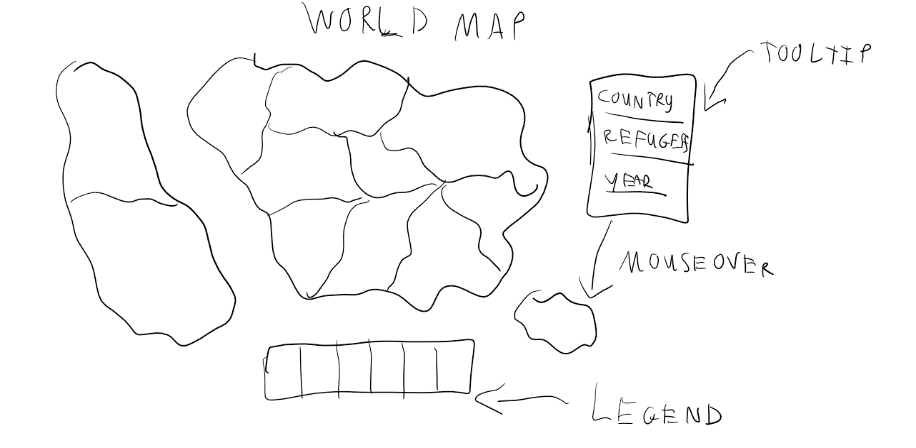 WORLD MAP
TOOLTIP
COUNTRY
REFUGEES
YEAR
MOUSEOVER
LEGEND